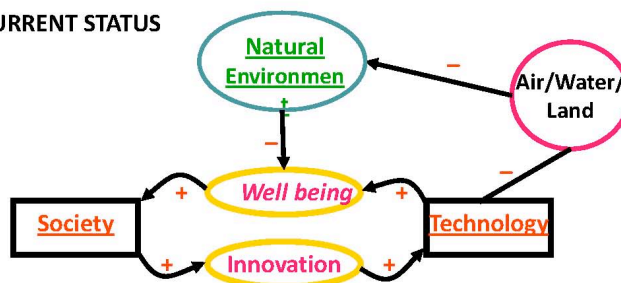 URRENT STATUS
Natural
Environmen
t
−
Air/Water/
Land
−
−
+
Well being
+
Society
Technology
+
Innovation
+